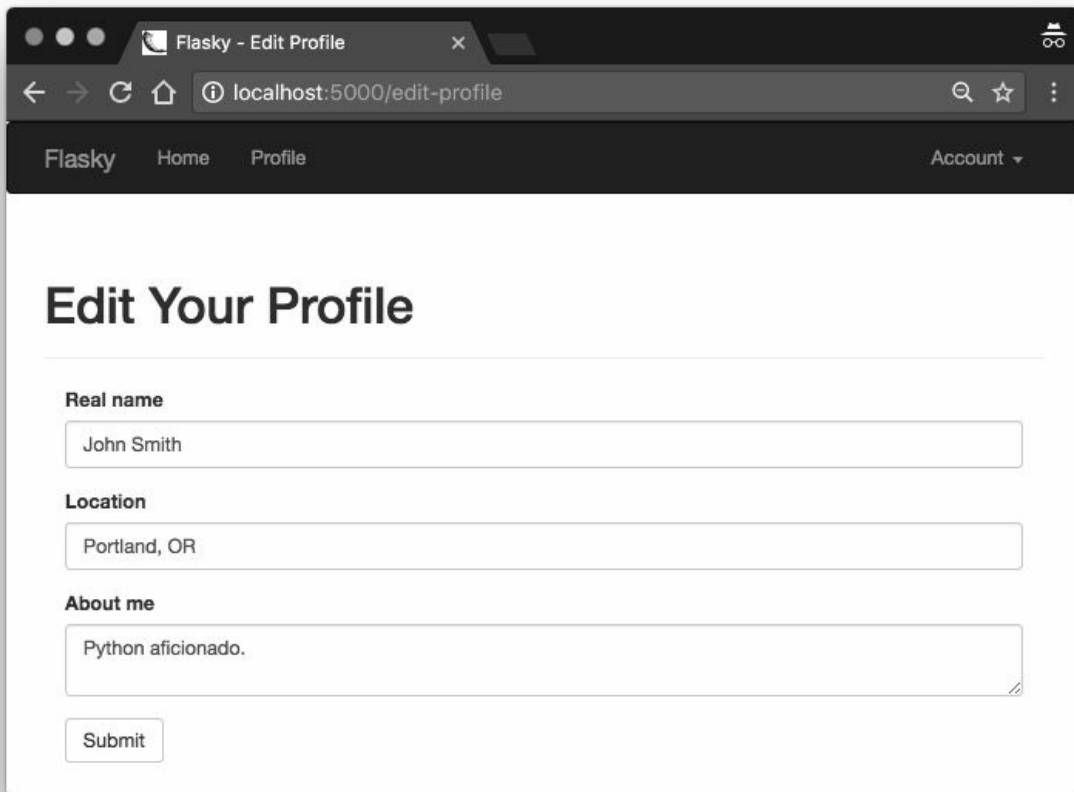 Flasky - Edit Profile
localhost:5000/edit-profile
Flasky Home Profile Account
Edit Your Profile
Real name
John Smith
Location
Portland, OR
About me
Python aficionado.
Submit